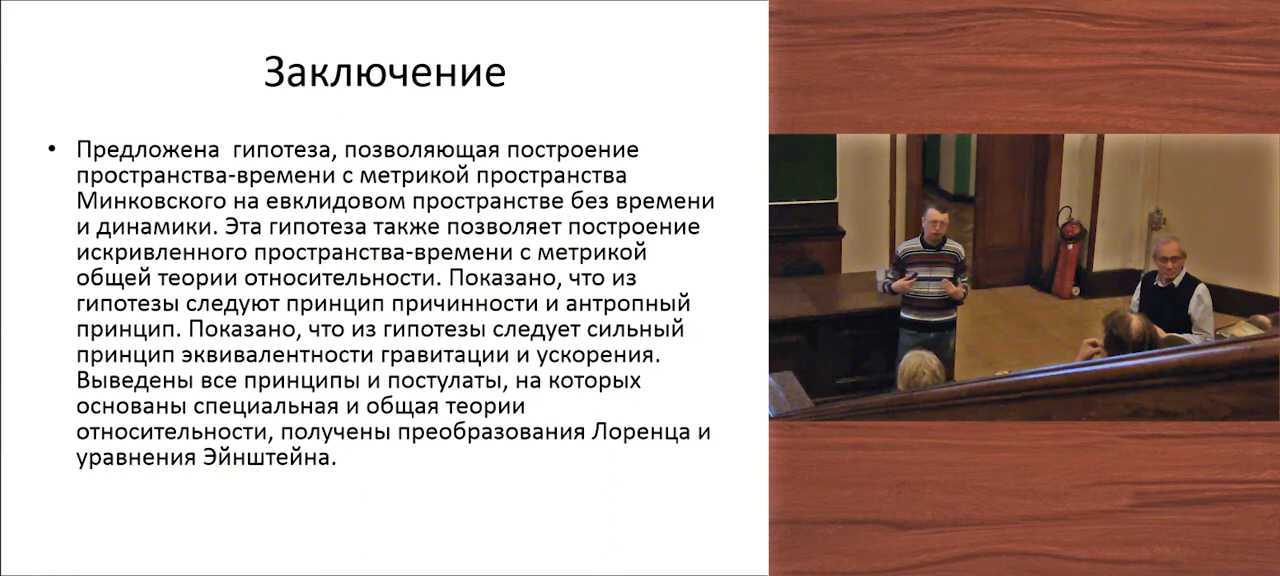 Заключение
• Предложена гипотеза, позволяющая построение
пространства-времени с метрикой пространства
Минковского на евклидовом пространстве без времени
и динамики. Эта гипотеза также позволяет построение
искривленного пространства-времени с метрикой
общей теории относительности. Показано, что из
гипотезы следуют принцип причинности и антропный
принцип. Показано, что из гипотезы следует сильный
принцип эквивалентности гравитации и ускорения.
Выведены все принципы и постулаты, на которых
основаны специальная и общая теории
относительности, получены преобразования Лоренца и
уравнения Эйнштейна.